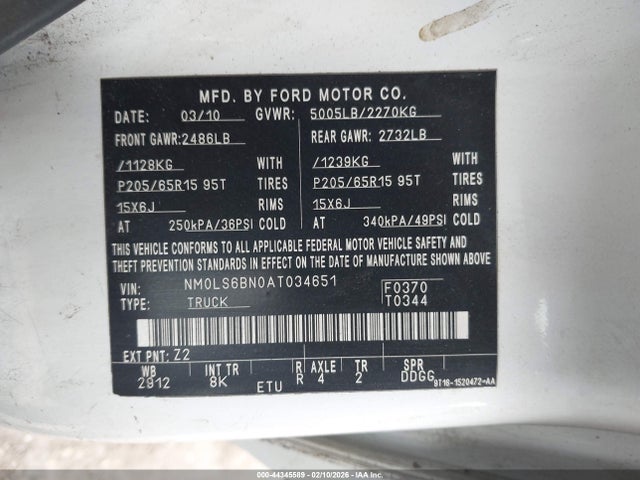 MFD. BY FORD MOTOR CO.
DATE: 03/10 GVWR: 5005LB/2270KG
FRONT GAWR: 2486LB REAR GAWR: 2732LB
/1128KG WITH /1239KG WITH
P205/65R15 95T TIRES P205/65R15 95T TIRES
15X6J RIMS 15X6J RIMS
AT 250kPA/36PSI COLD AT 340kPA/49PSI COLD
THIS VEHICLE CONFORMS TO ALL APPLICABLE FEDERAL MOTOR VEHICLE SAFETY AND
THEFT PREVENTION STANDARDS IN EFFECT ON THE DATE OF MANUFACTURE SHOWN ABOVE
VIN: NM0LS6BN0AT034651 F0370
TYPE: TRUCK T0344
EXT PNT: Z2
WB INT TR R AXLE TR SPR
2912 8K ETU R 4 2 DDGG
9T16-1520472-AA
000-44345589 - 02/10/2026 - IAA Inc.